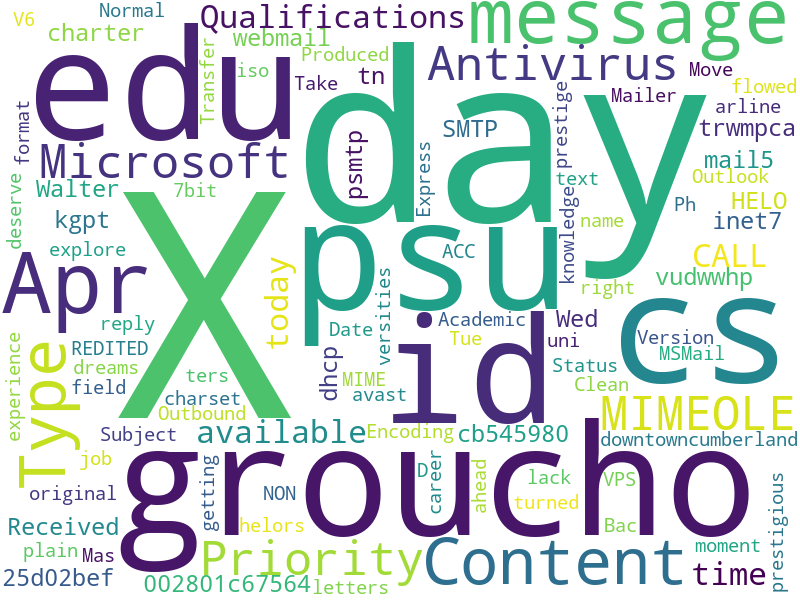 V6
Normal
Qualifications
message
charter
webmail
Produced
edu
day
Transfer
iso
Take
tn
Antivirus
Move
flowed
Mailer
arline
format
Microsoft
psmtp
Express
SMTP
prestige
y
trwmpca
mail5
Outlook
deserve
Walter
7bit
X
text
name
Ph
HELO
inet7
kgpt
explore
today
psu
ACC
knowledge
right
CALL
vudwwhp
Apr
reply
REDITED
dreams
field
Date
versities
dhcp
id
Academic
Tue
Wed
uni
cs
Version
MSMail
Status
Clean
Type
experience
ters
charset
Outbound
MIME
avast
MIMEOLE
Subject
available
Encoding
cb545980
downtowncumberland
job
original
getting
groucho
NON
helors
D
career
ahead
lack
turned
VPS
Bac
Received
plain
Mas
25d02bef
002801c67564
Priority
letters
Content
moment
time
prestigious